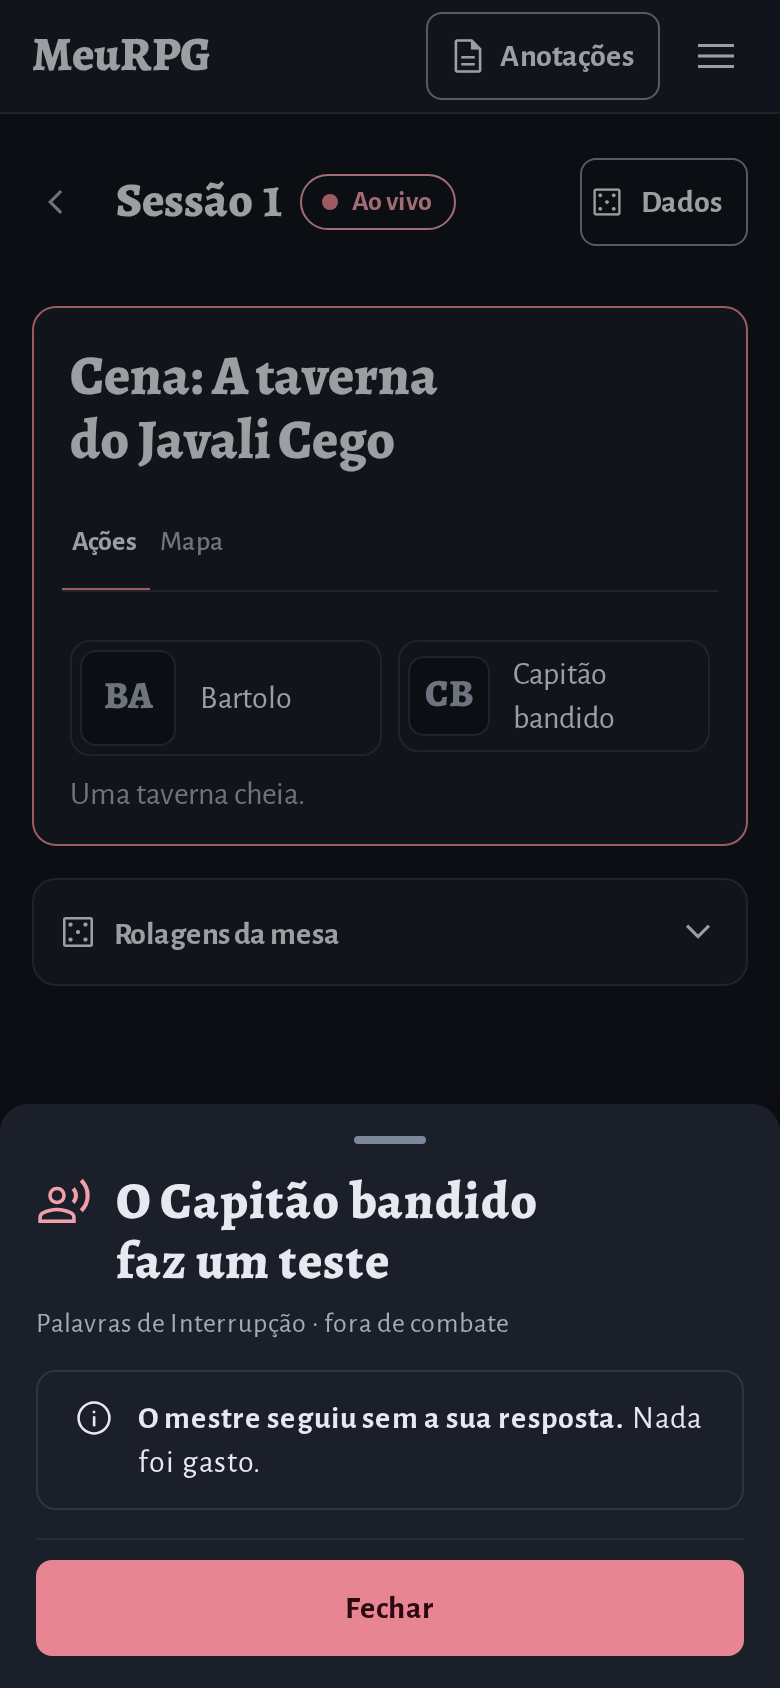 MeuRPG
Anotações
Sessão 1
Ao vivo
Dados
Cena: A taverna
do Javali Cego
Ações
Mapa
BA
Bartolo
CB
Capitão
bandido
Uma taverna cheia.
Rolagens da mesa
O Capitão bandido
faz um teste
Palavras de Interrupção · fora de combate
O mestre seguiu sem a sua resposta. Nada
foi gasto.
Fechar